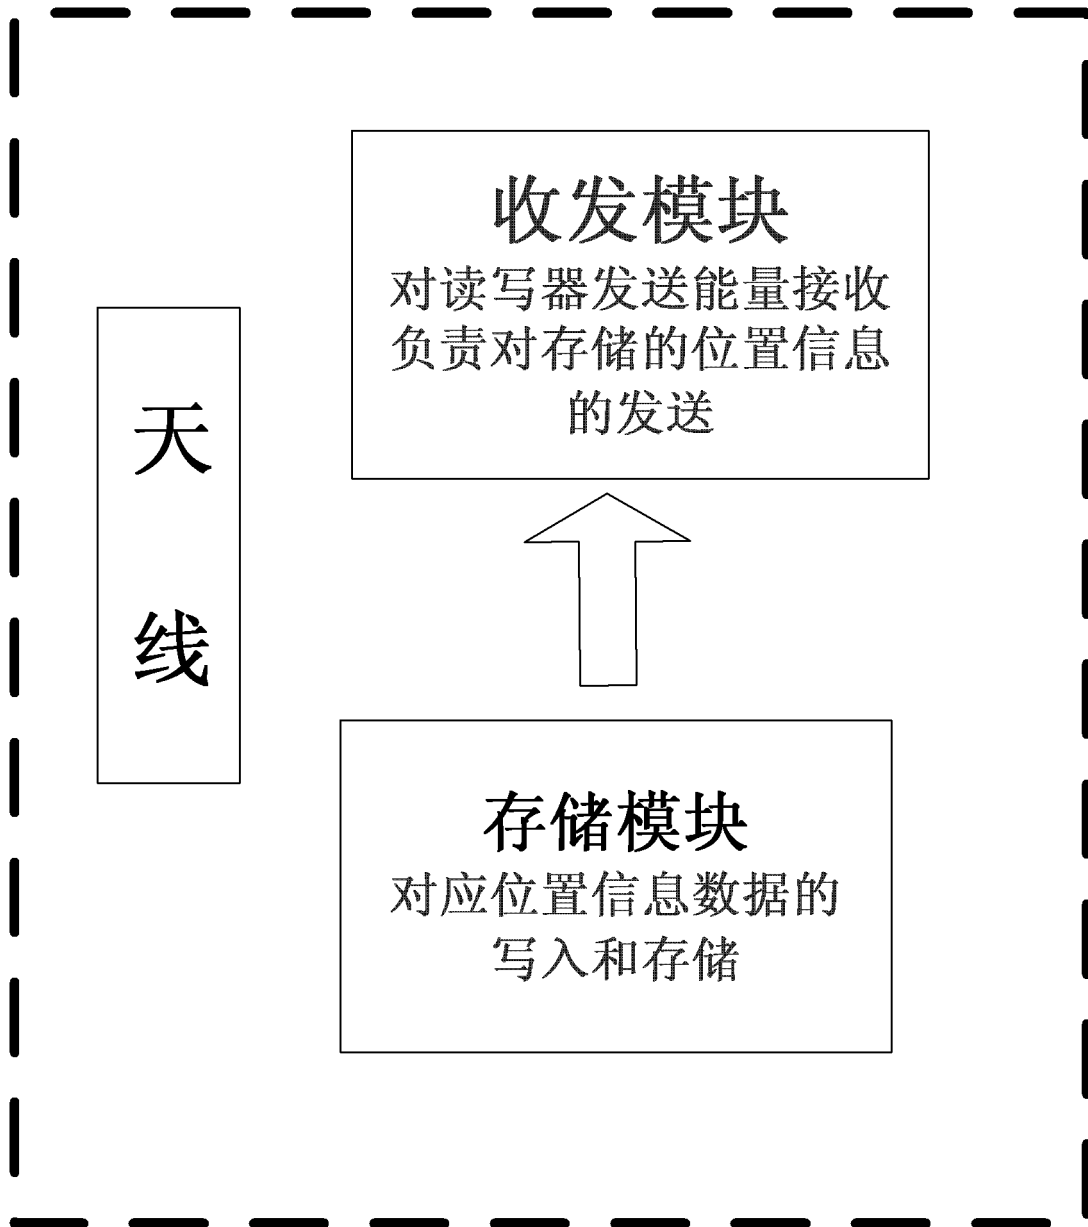 收发模块
对读写器发送能量接收
负责对存储的位置信息
的发送
天
线
存储模块
对应位置信息数据的
写入和存储